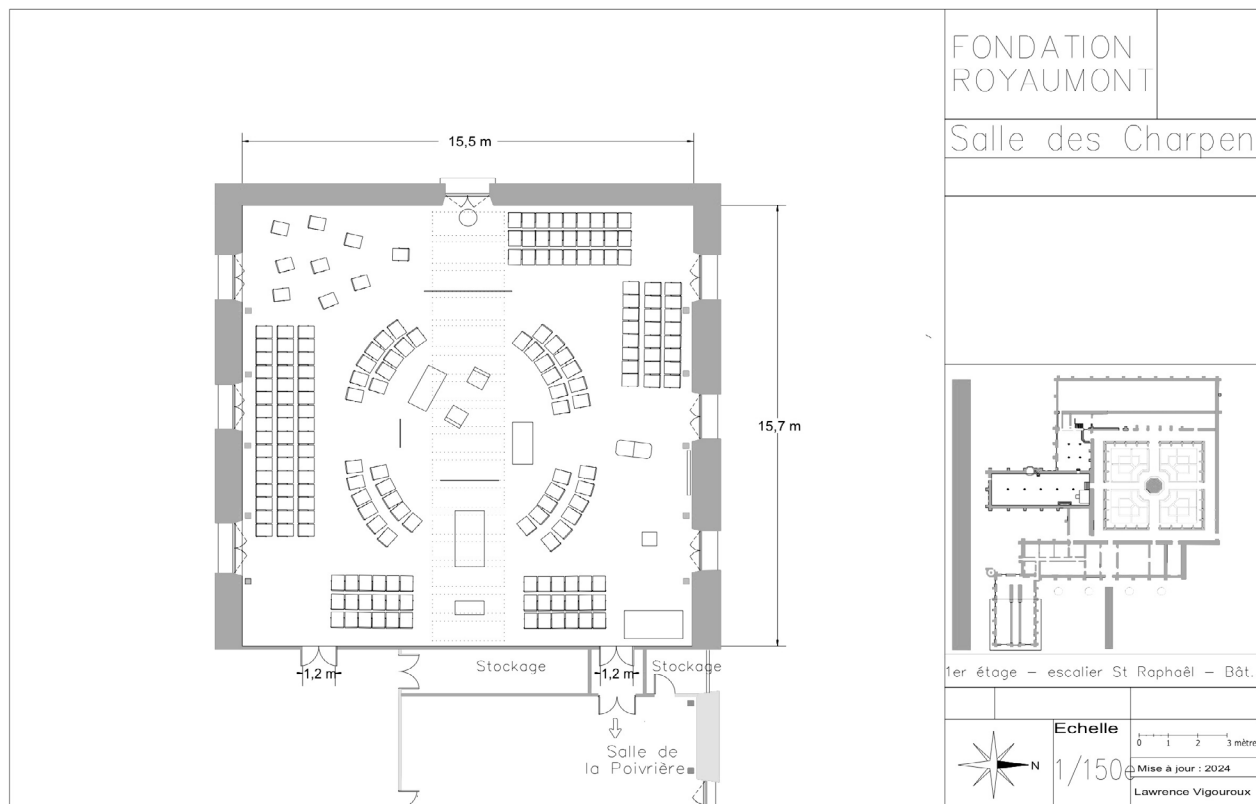 FONDATION
ROYAUMONT
Salle des Charpen
15,5 m
15,7 m
1,2 m
Stockage
1,2 m
Stockage
Salle de
la Poivrière
1er étage – escalier St Raphaël – Bât.
N
Echelle
1/150e
0 1 2 3 mètre
Mise à jour : 2024
Lawrence Vigouroux